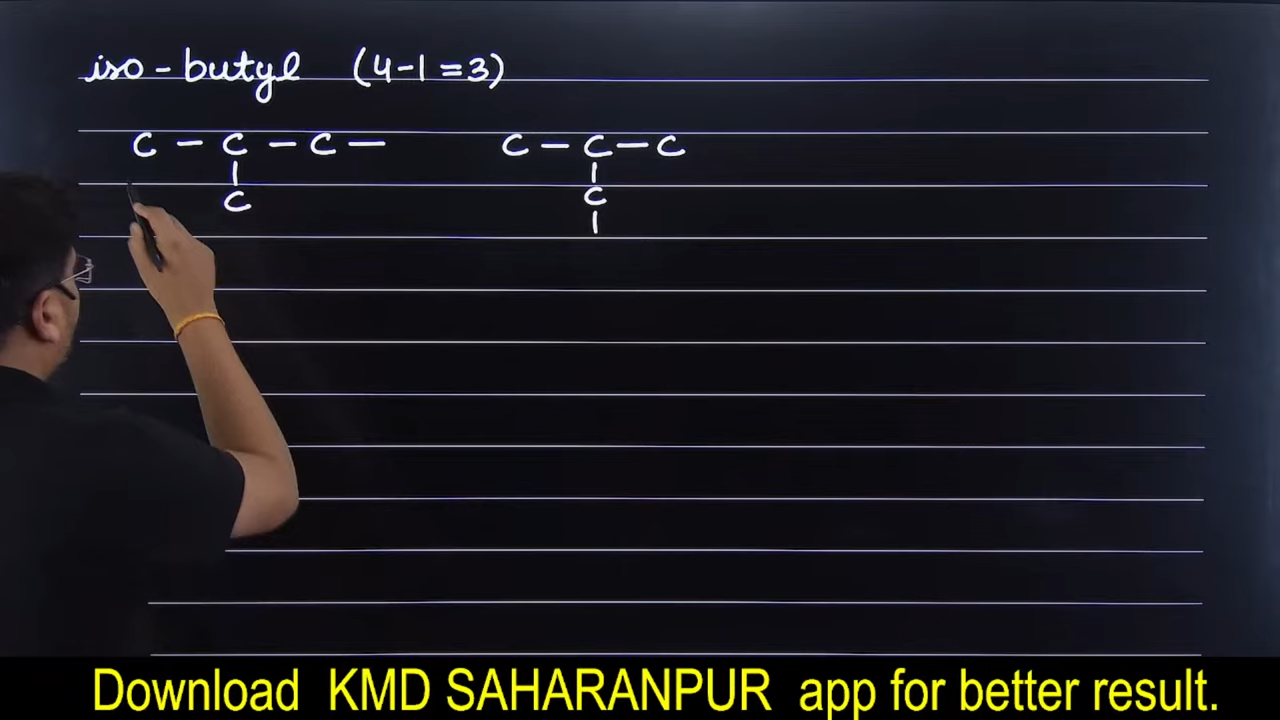 iso - butyl (4-1=3)
C - C - C - C - C - C
| |
C C
|
Download KMD SAHARANPUR app for better result.